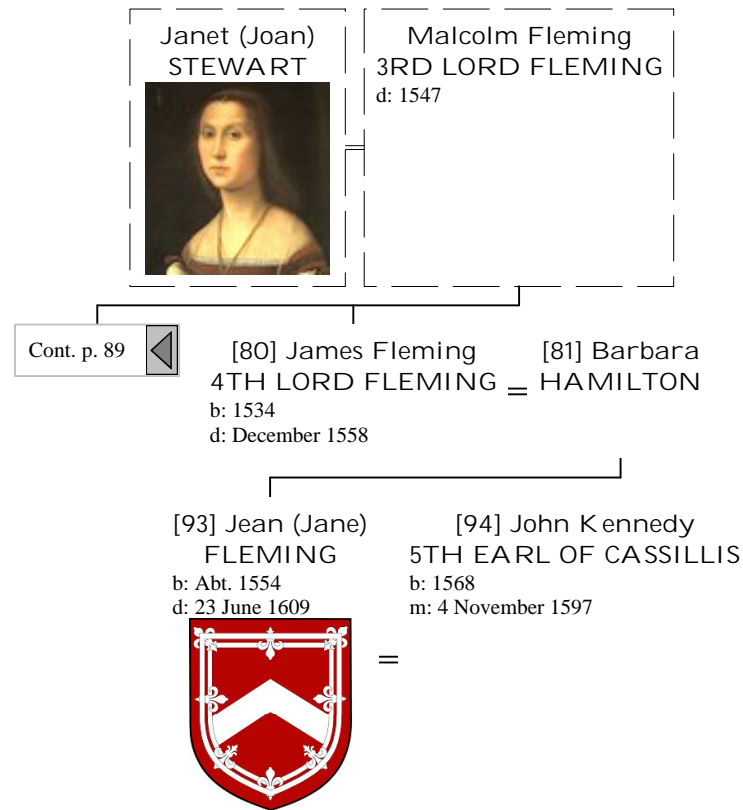 Janet (Joan)
STEWART
Malcolm Fleming
3RD LORD FLEMING
d: 1547
Cont. p. 89
[80] James Fleming
4TH LORD FLEMING
b: 1534
d: December 1558
=
[81] Barbara
HAMILTON
[93] Jean (Jane)
FLEMING
b: Abt. 1554
d: 23 June 1609
=
[94] John Kennedy
5TH EARL OF CASSILLIS
b: 1568
m: 4 November 1597